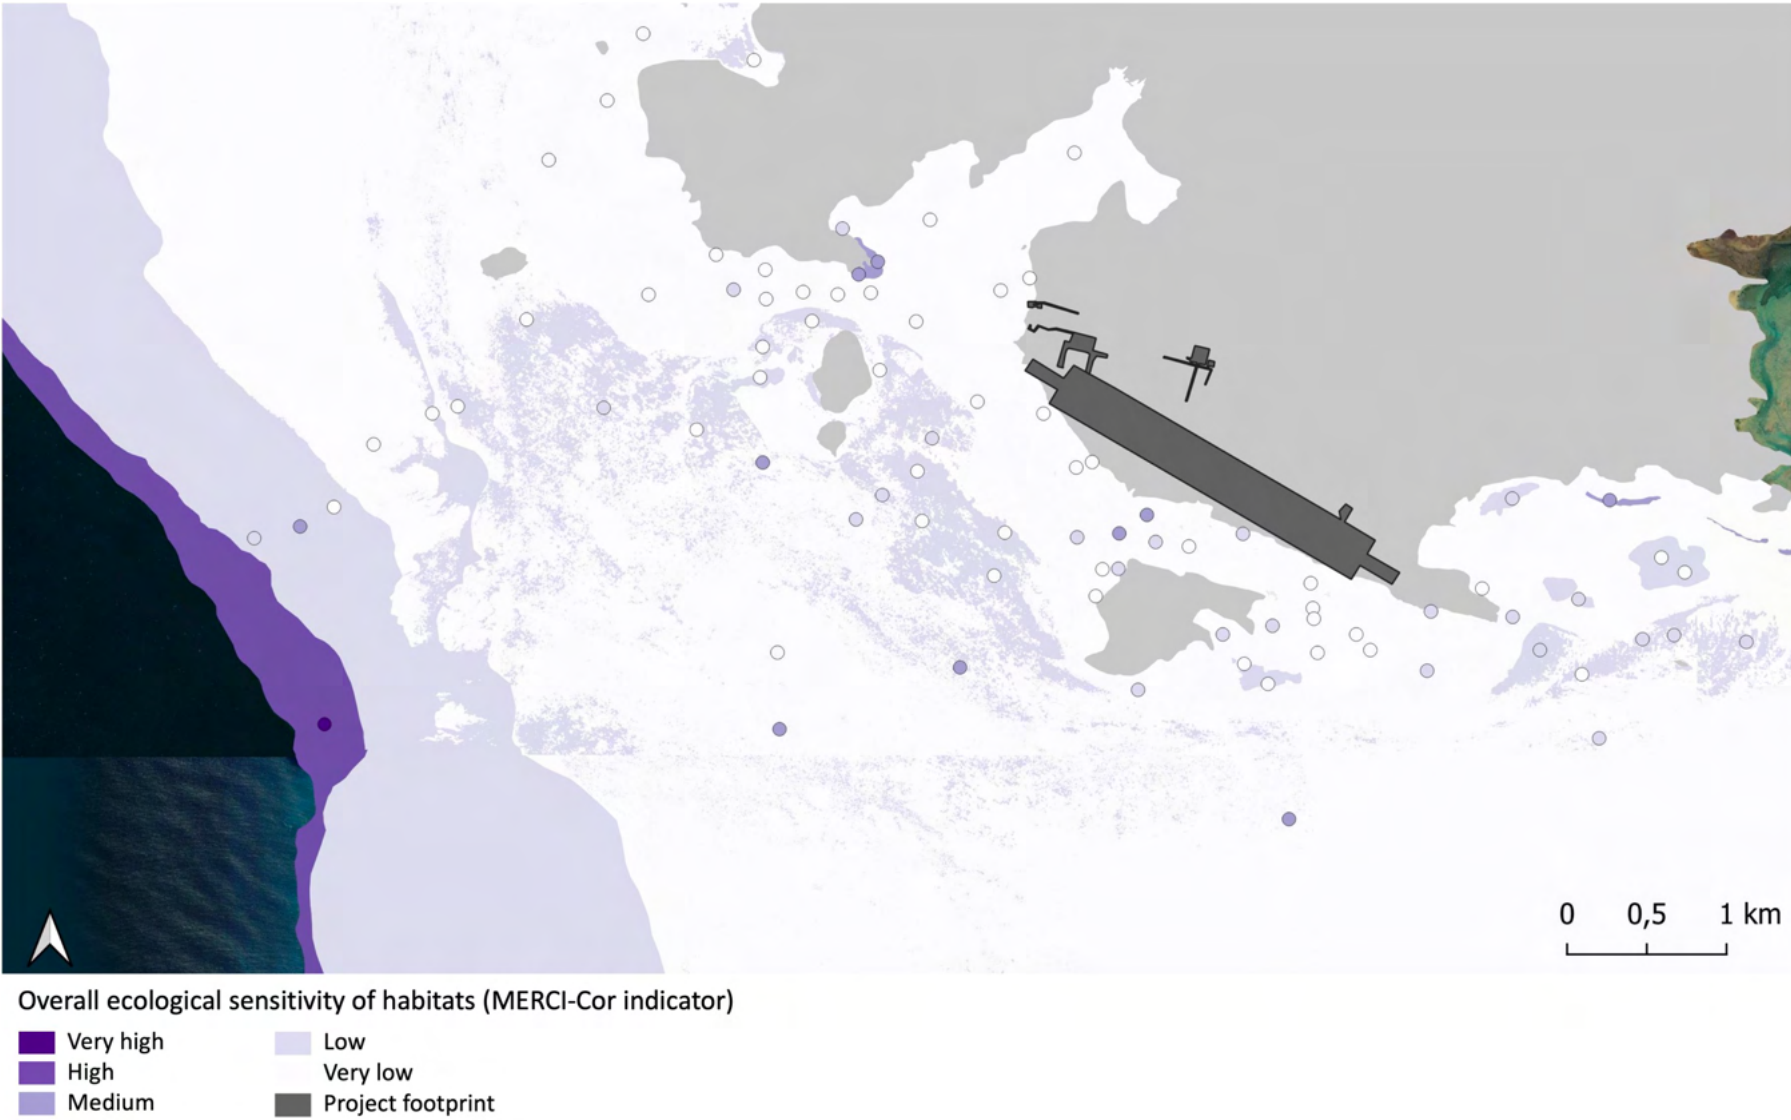 0 0,5 1 km
Overall ecological sensitivity of habitats (MERCI-Cor indicator)
Very high
High
Medium
Low
Very low
Project footprint